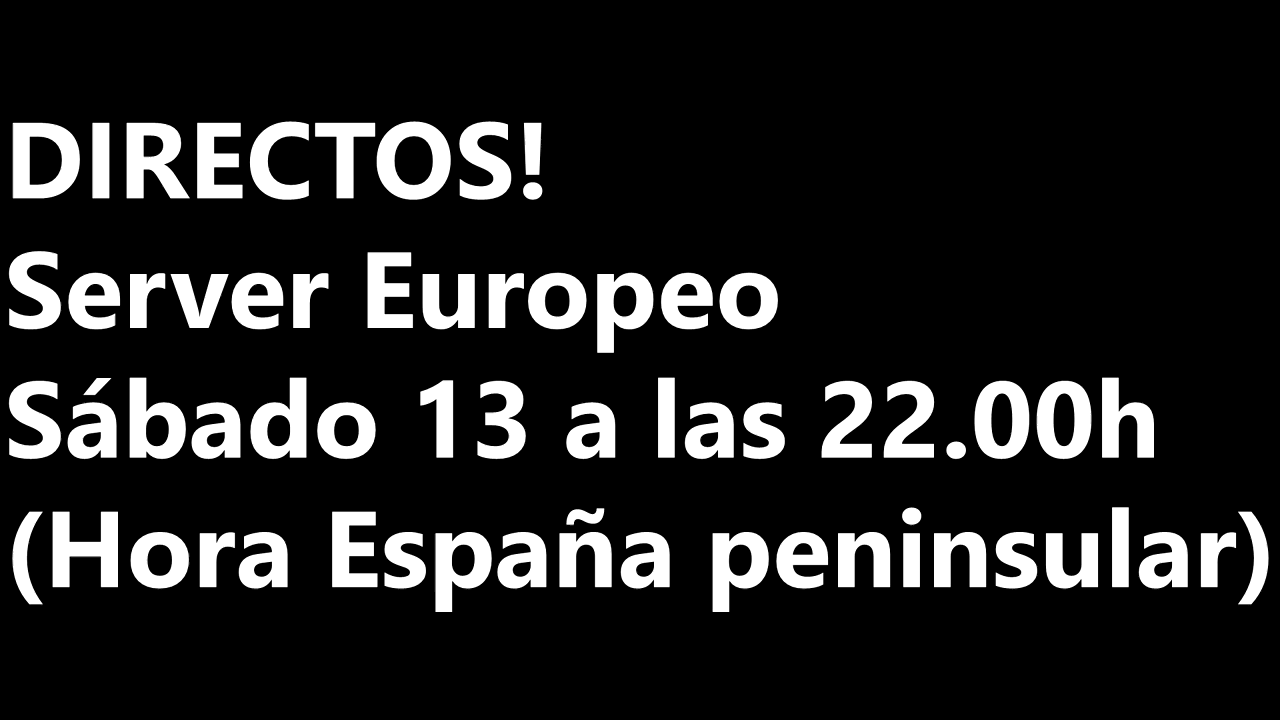 DIRECTOS!
Server Europeo
Sábado 13 a las 22.00h
(Hora España peninsular)